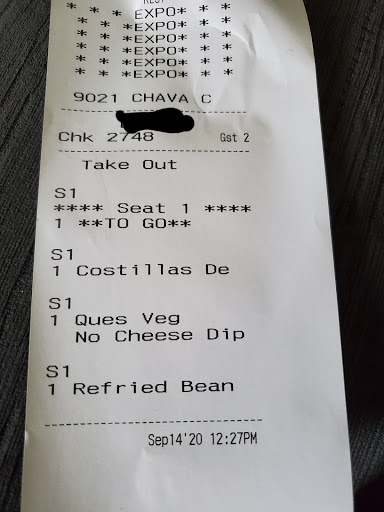 * * * EXPO* * *
* * *EXPO* * *
* * *EXPO* * *
* * *EXPO* * *
* * *EXPO* * *
* * *EXPO* * *
9021 CHAVA C
Chk 2748 Gst 2
Take Out
S1
**** Seat 1 ****
1 **TO GO**
S1
1 Costillas De
S1
1 Ques Veg
No Cheese Dip
S1
1 Refried Bean
Sep14'20 12:27PM